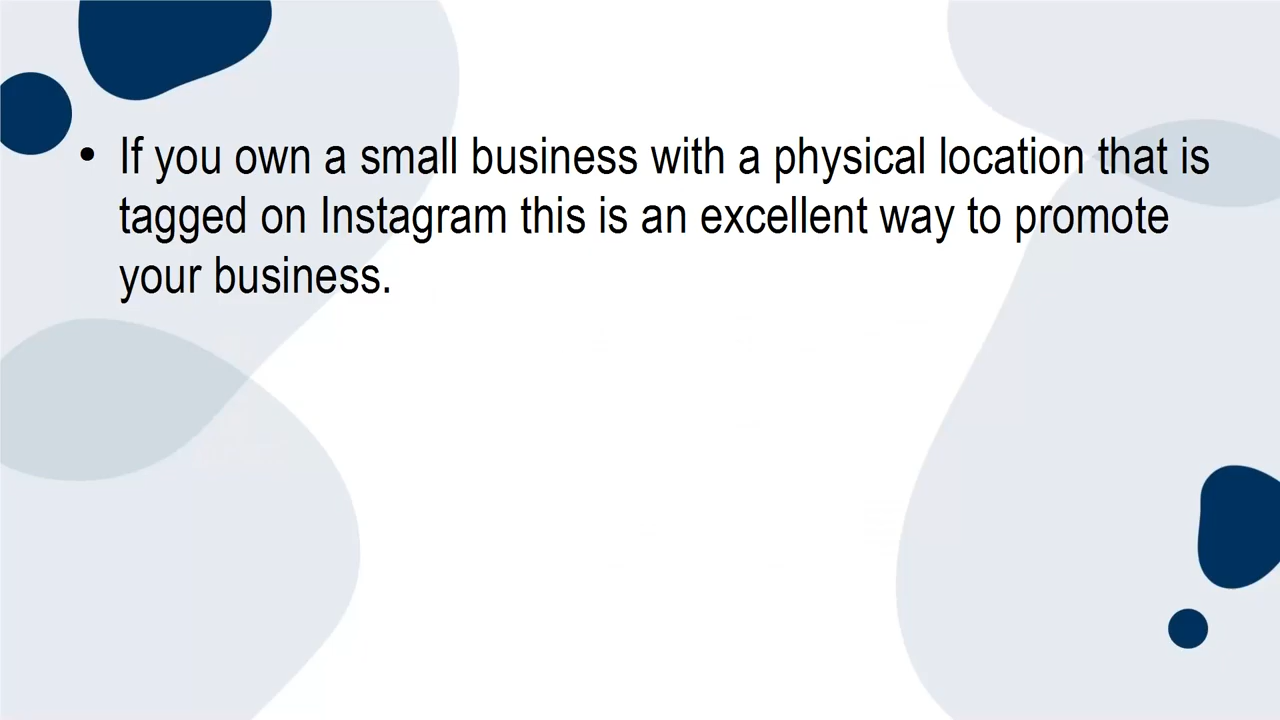 • If you own a small business with a physical location that is
tagged on Instagram this is an excellent way to promote
your business.